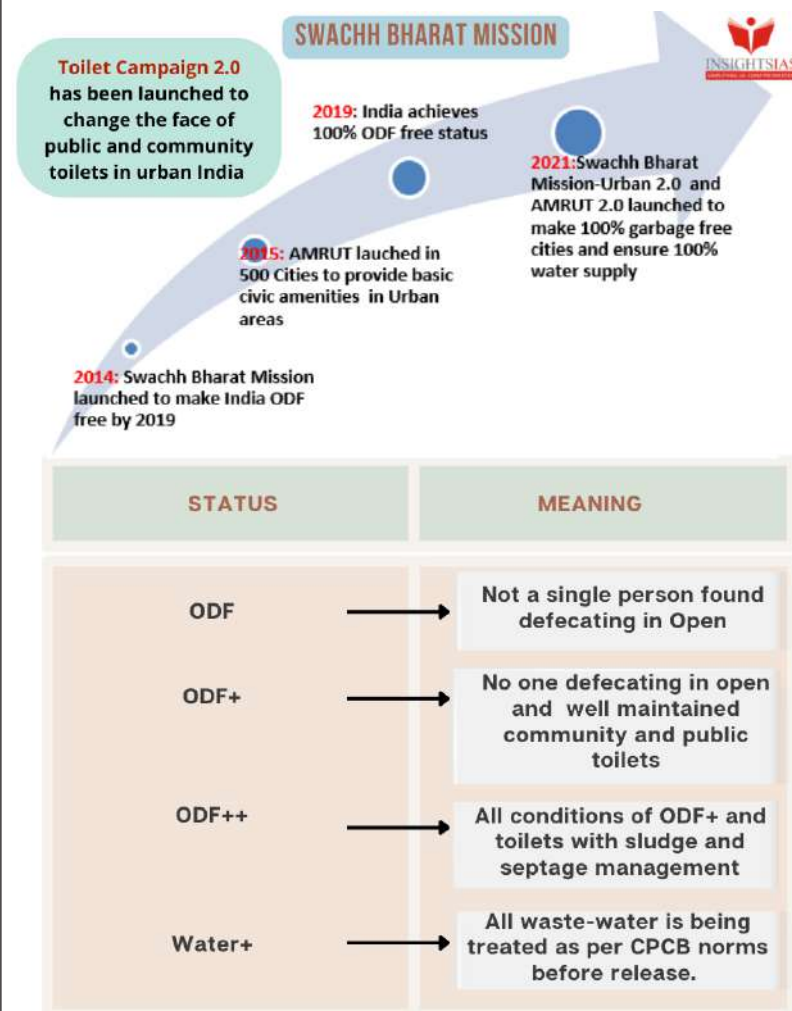 SWACHH BHARAT MISSION
INSIGHTSIAS
Toilet Campaign 2.0
has been launched to
change the face of
public and community
toilets in urban India
2019: India achieves
100% ODF free status
2021:Swachh Bharat
Mission-Urban 2.0 and
AMRUT 2.0 launched to
make 100% garbage free
cities and ensure 100%
water supply
2015: AMRUT lauched in
500 Cities to provide basic
civic amenities in Urban
areas
2014: Swachh Bharat Mission
launched to make India ODF
free by 2019
STATUS
MEANING
ODF
Not a single person found
defecating in Open
ODF+
No one defecating in open
and well maintained
community and public
toilets
ODF++
All conditions of ODF+ and
toilets with sludge and
septage management
Water+
All waste-water is being
treated as per CPCB norms
before release.